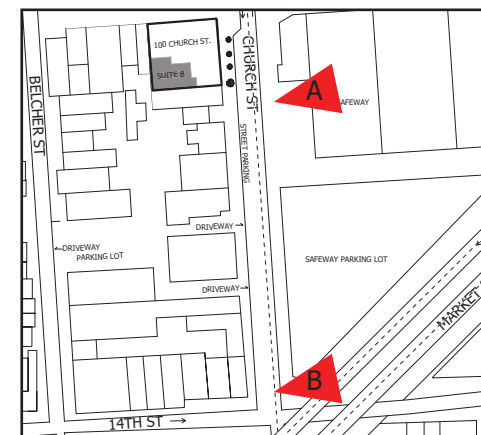 100 CHURCH ST.
SUITE B
CHURCH ST
A
AFEWAY
BELCHER ST
STREET PARKING
DRIVEWAY →
←DRIVEWAY
PARKING LOT
SAFEWAY PARKING LOT
DRIVEWAY→
MARKET
B
14TH ST →